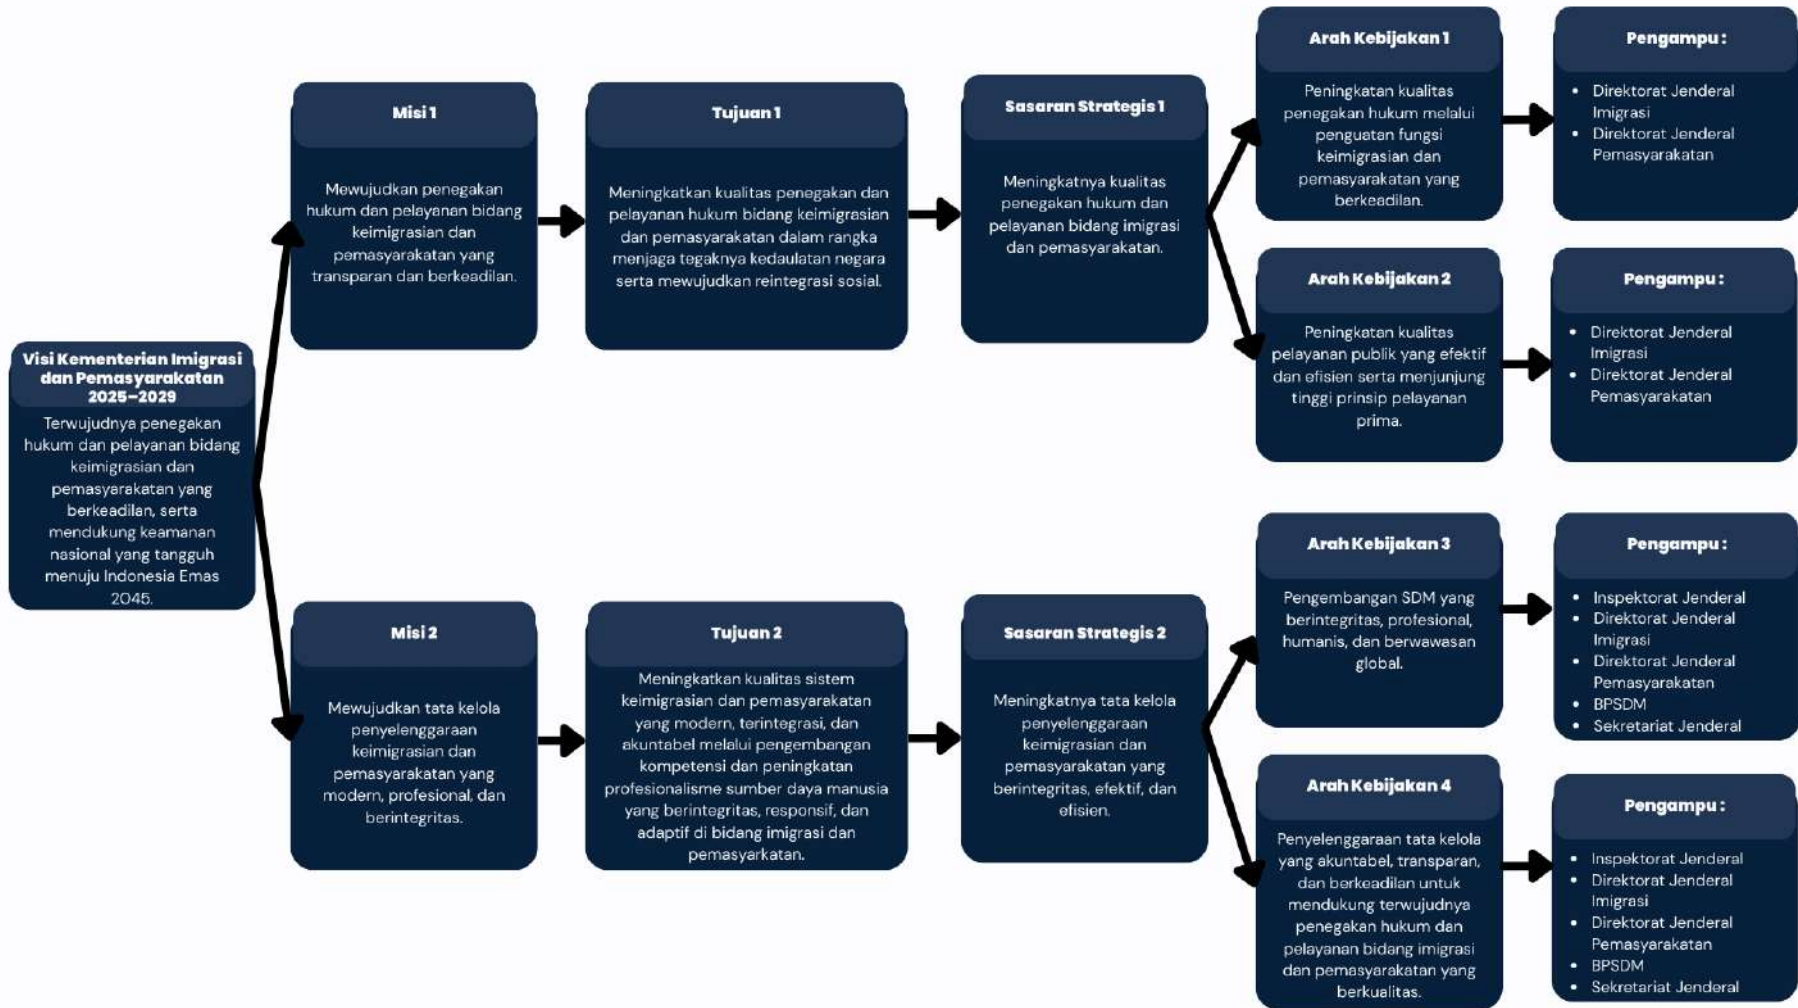 Visi Kementerian Imigrasi
dan Pemasyarakatan
2025–2029
Terwujudnya penegakan
hukum dan pelayanan bidang
keimigrasian dan
pemasyarakatan yang
berkeadilan, serta
mendukung keamanan
nasional yang tangguh
menuju Indonesia Emas
2045.
Misi 1
Mewujudkan penegakan
hukum dan pelayanan bidang
keimigrasian dan
pemasyarakatan yang
transparan dan berkeadilan.
Tujuan 1
Meningkatkan kualitas penegakan dan
pelayanan hukum bidang keimigrasian
dan pemasyarakatan dalam rangka
menjaga tegaknya kedaulatan negara
serta mewujudkan reintegrasi sosial.
Sasaran Strategis 1
Meningkatnya kualitas
penegakan hukum dan
pelayanan bidang imigrasi
dan pemasyarakatan.
Arah Kebijakan 1
Peningkatan kualitas
penegakan hukum melalui
penguatan fungsi
keimigrasian dan
pemasyarakatan yang
berkeadilan.
Pengampu :
• Direktorat Jenderal
Imigrasi
• Direktorat Jenderal
Pemasyarakatan
Arah Kebijakan 2
Peningkatan kualitas
pelayanan publik yang efektif
dan efisien serta menjunjung
tinggi prinsip pelayanan
prima.
Pengampu :
• Direktorat Jenderal
Imigrasi
• Direktorat Jenderal
Pemasyarakatan
Misi 2
Mewujudkan tata kelola
penyelenggaraan
keimigrasian dan
pemasyarakatan yang
modern, profesional, dan
berintegritas.
Tujuan 2
Meningkatkan kualitas sistem
keimigrasian dan pemasyarakatan
yang modern, terintegrasi, dan
akuntabel melalui pengembangan
kompetensi dan peningkatan
profesionalisme sumber daya manusia
yang berintegritas, responsif, dan
adaptif di bidang imigrasi dan
pemasyarkatan.
Sasaran Strategis 2
Meningkatnya tata kelola
penyelenggaraan
keimigrasian dan
pemasyarakatan yang
berintegritas, efektif, dan
efisien.
Arah Kebijakan 3
Pengembangan SDM yang
berintegritas, profesional,
humanis, dan berwawasan
global.
Pengampu :
• Inspektorat Jenderal
• Direktorat Jenderal
Imigrasi
• Direktorat Jenderal
Pemasyarakatan
• BPSDM
• Sekretariat Jenderal
Arah Kebijakan 4
Penyelenggaraan tata kelola
yang akuntabel, transparan,
dan berkeadilan untuk
mendukung terwujudnya
penegakan hukum dan
pelayanan bidang imigrasi
dan pemasyarakatan yang
berkualitas.
Pengampu :
• Inspektorat Jenderal
• Direktorat Jenderal
Imigrasi
• Direktorat Jenderal
Pemasyarakatan
• BPSDM
• Sekretariat Jenderal